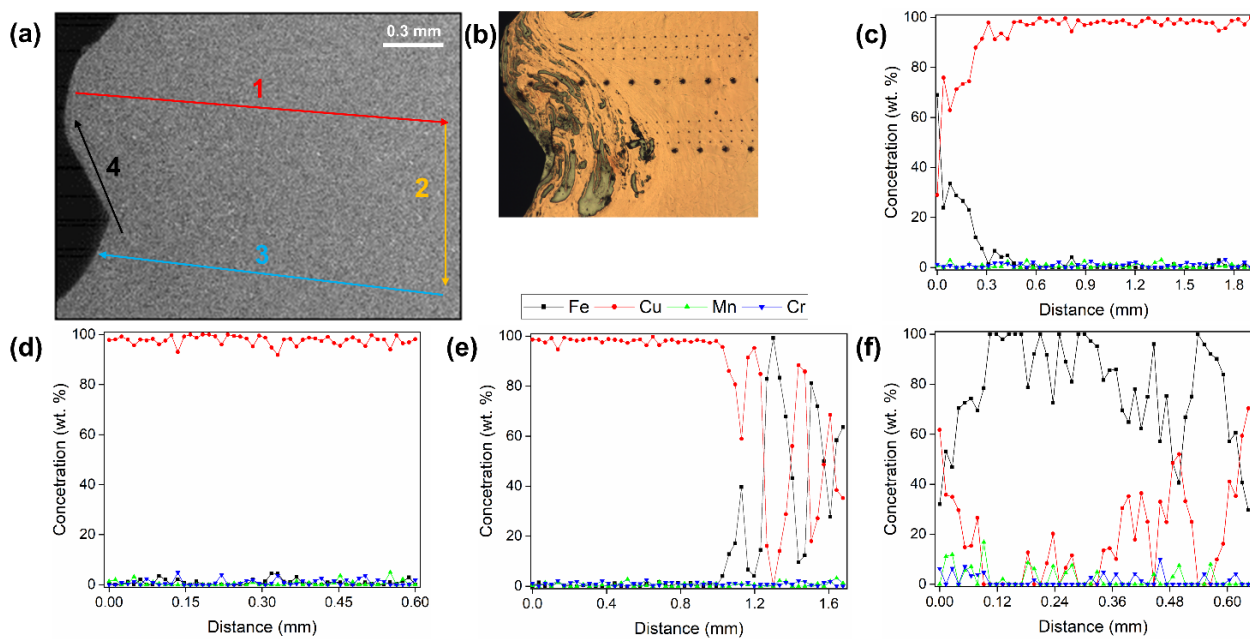 (a)
0.3 mm
1
2
3
4
(b)
(c)
Concetration (wt. %)
100
80
60
40
20
0
0.0 0.3 0.6 0.9 1.2 1.5 1.8
Distance (mm)
Fe Cu Mn Cr
(d)
Concetration (wt. %)
100
80
60
40
20
0
0.00 0.15 0.30 0.45 0.60
Distance (mm)
(e)
Concetration (wt. %)
100
80
60
40
20
0
0.0 0.4 0.8 1.2 1.6
Distance (mm)
(f)
Concetration (wt. %)
100
80
60
40
20
0
0.00 0.12 0.24 0.36 0.48 0.60
Distance (mm)